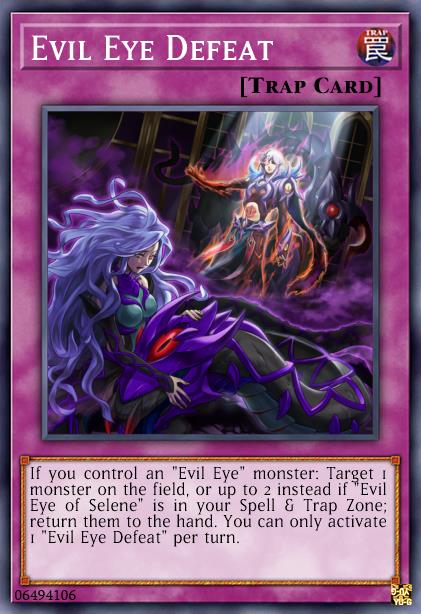 Evil Eye Defeat
TRAP
罠
[Trap Card]
If you control an "Evil Eye" monster: Target 1
monster on the field, or up to 2 instead if "Evil
Eye of Selene" is in your Spell & Trap Zone;
return them to the hand. You can only activate
1 "Evil Eye Defeat" per turn.
06494106